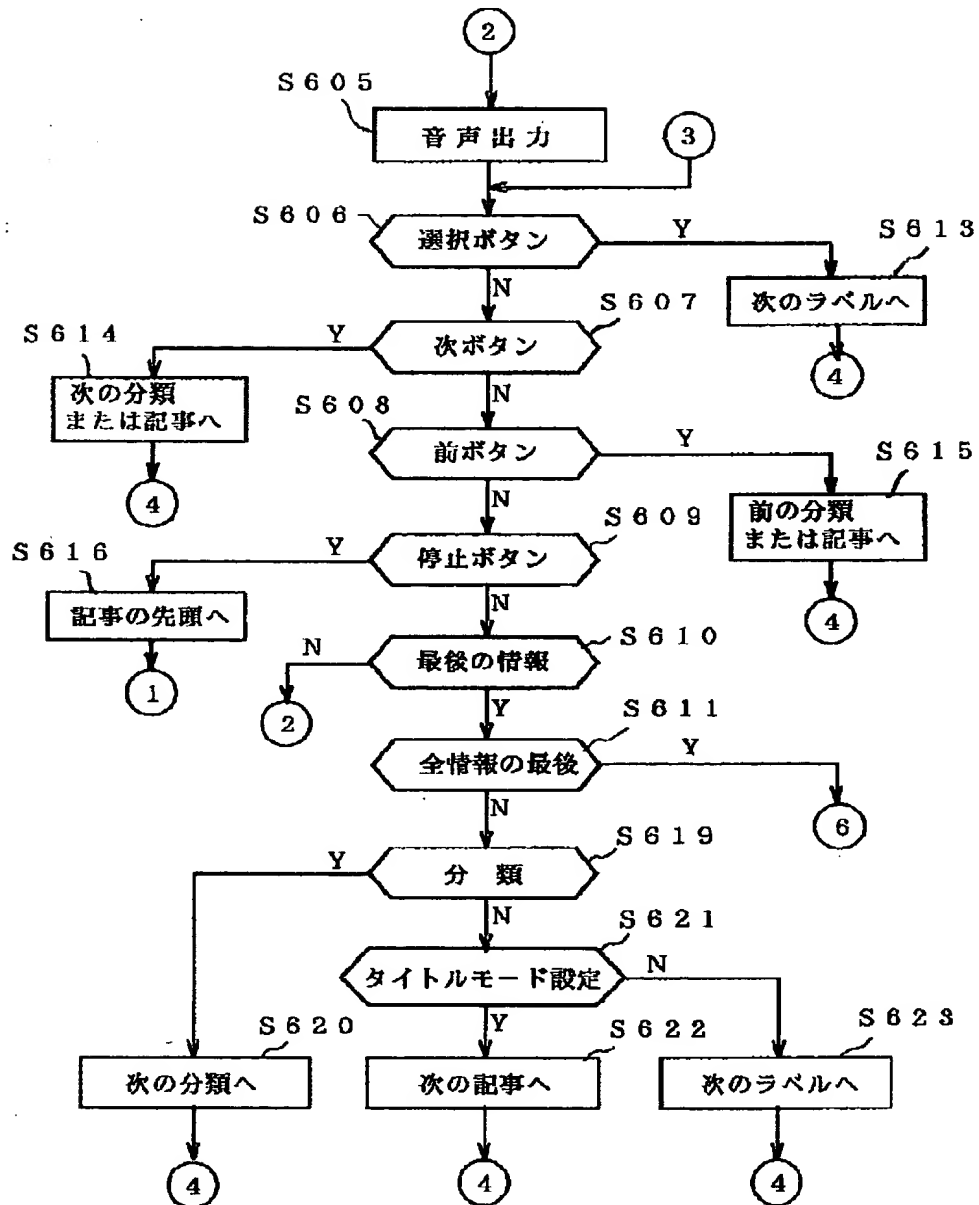 ②
S605
音声出力
③
S606
選択ボタン
Y
S613
次のラベルへ
④
N
S607
次ボタン
Y
S614
次の分類
または記事へ
④
N
S608
前ボタン
Y
S615
前の分類
または記事へ
④
N
S609
停止ボタン
Y
S616
記事の先頭へ
①
N
S610
最後の情報
N
②
Y
S611
全情報の最後
Y
⑥
N
S619
分類
Y
N
S621
タイトルモード設定
N
Y
S620
次の分類へ
④
S622
次の記事へ
④
S623
次のラベルへ
④